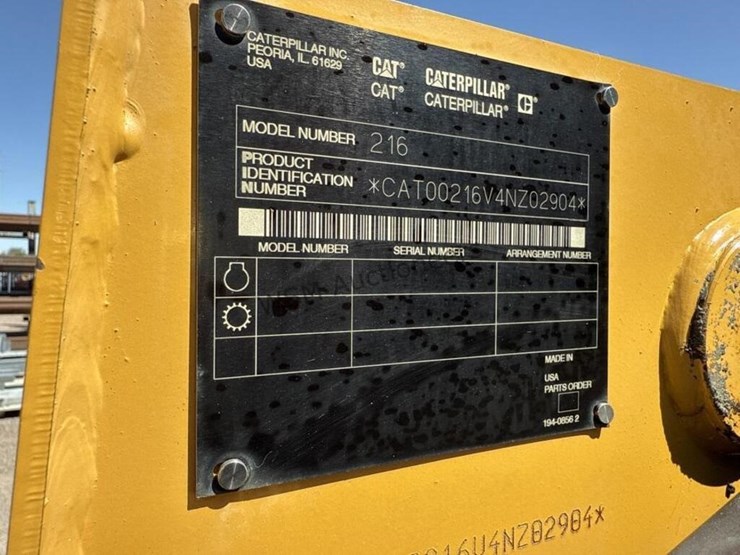 CATERPILLAR INC.
PEORIA, IL. 61629
USA
CAT® CATERPILLAR® C®
CAT® CATERPILLAR®
MODEL NUMBER 216
PRODUCT
IDENTIFICATION
NUMBER *CAT00216V4NZ02904*
MODEL NUMBER SERIAL NUMBER ARRANGEMENT NUMBER
MADE IN
USA
PARTS ORDER
194-0856 2
216V4NZ02904*